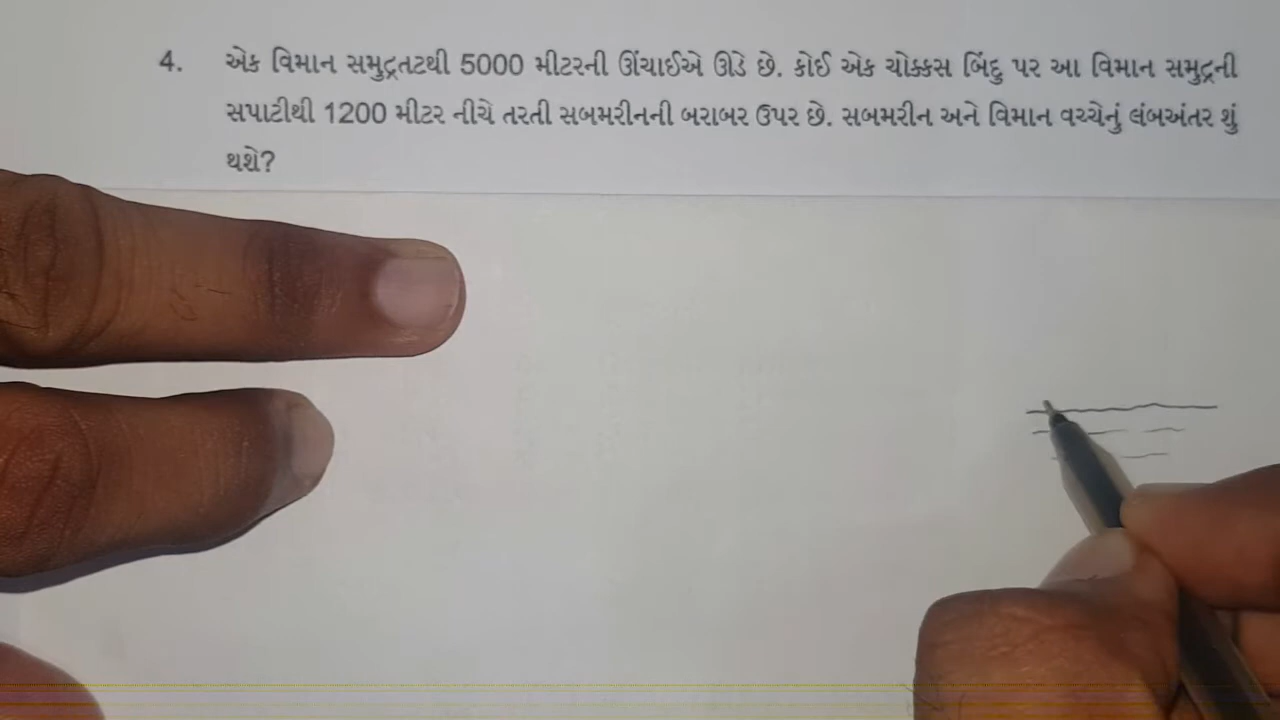 4. એક વિમાન સમુદ્રતટથી 5000 મીટરની ઊંચાઈએ ઊડે છે. કોઈ એક ચોક્કસ બિંદુ પર આ વિમાન સમુદ્રની
સપાટીથી 1200 મીટર નીચે તરતી સબમરીનની બરાબર ઉપર છે. સબમરીન અને વિમાન વચ્ચેનું લંબઅંતર શું
થશે?